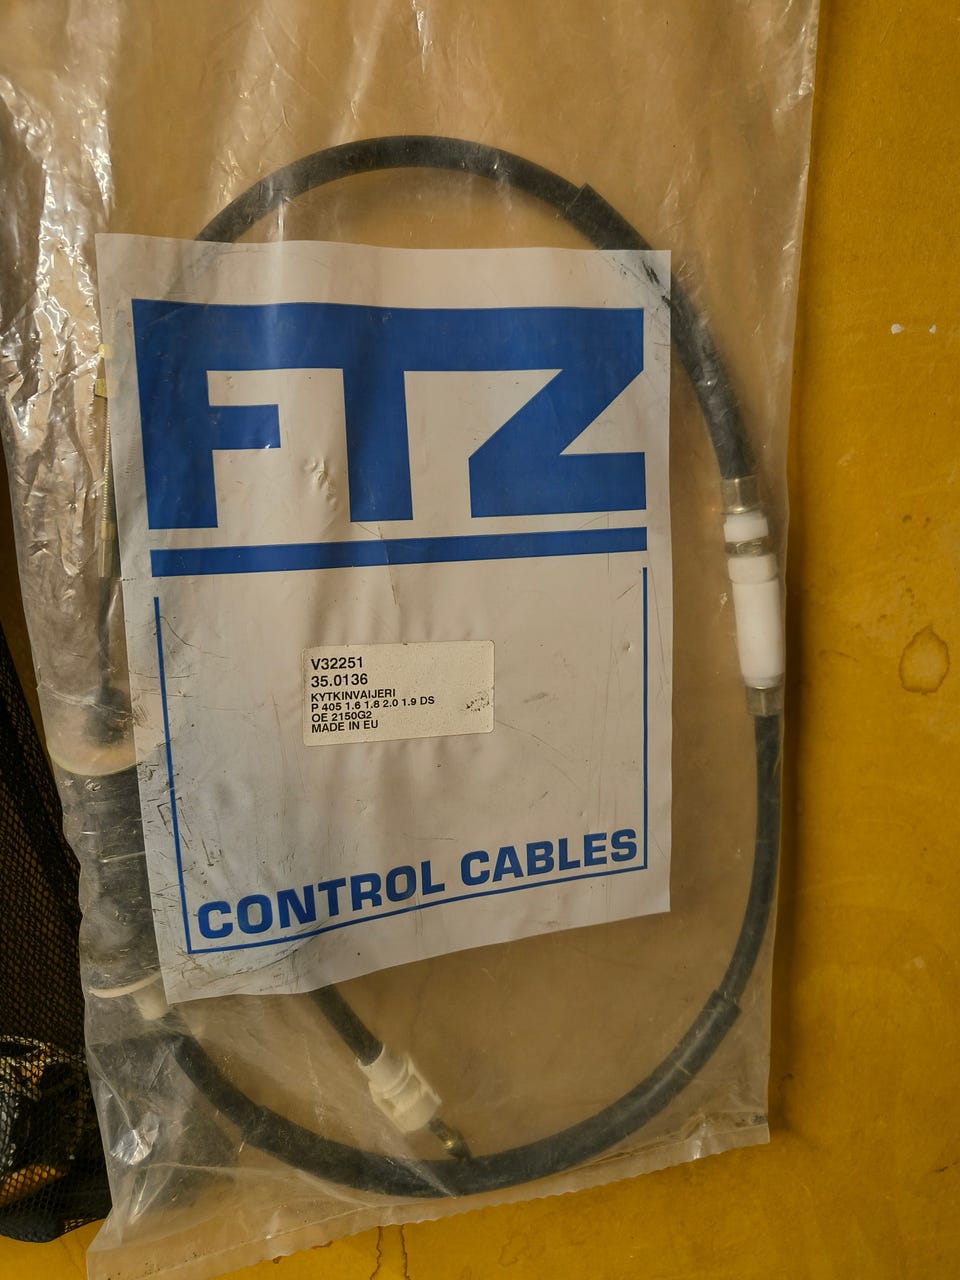 FTZ
V32251
35.0136
KYTKINVAIJERI
P 405 1.6 1.8 2.0 1.9 DS
OE 2150G2
MADE IN EU
CONTROL CABLES